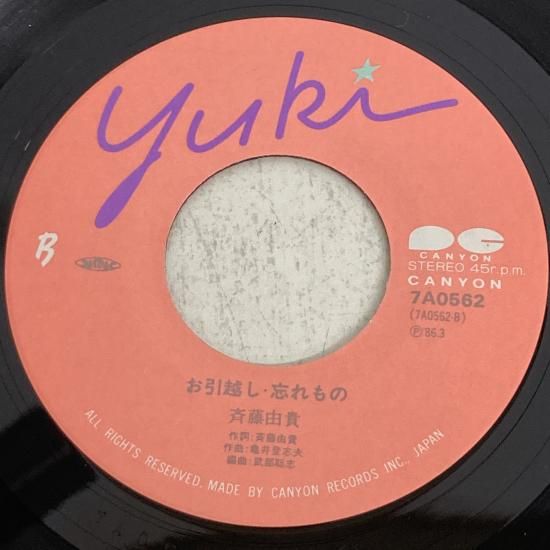 yuki
B
CANYON
STEREO 45r.p.m.
CANYON
7A0562
(7A0562-B)
Ⓟ'86.3
お引越し・忘れもの
斉藤由貴
作詞:斉藤由貴
作曲:亀井登志夫
編曲:武部聡志
ALL RIGHTS RESERVED. MADE BY CANYON RECORDS INC., JAPAN